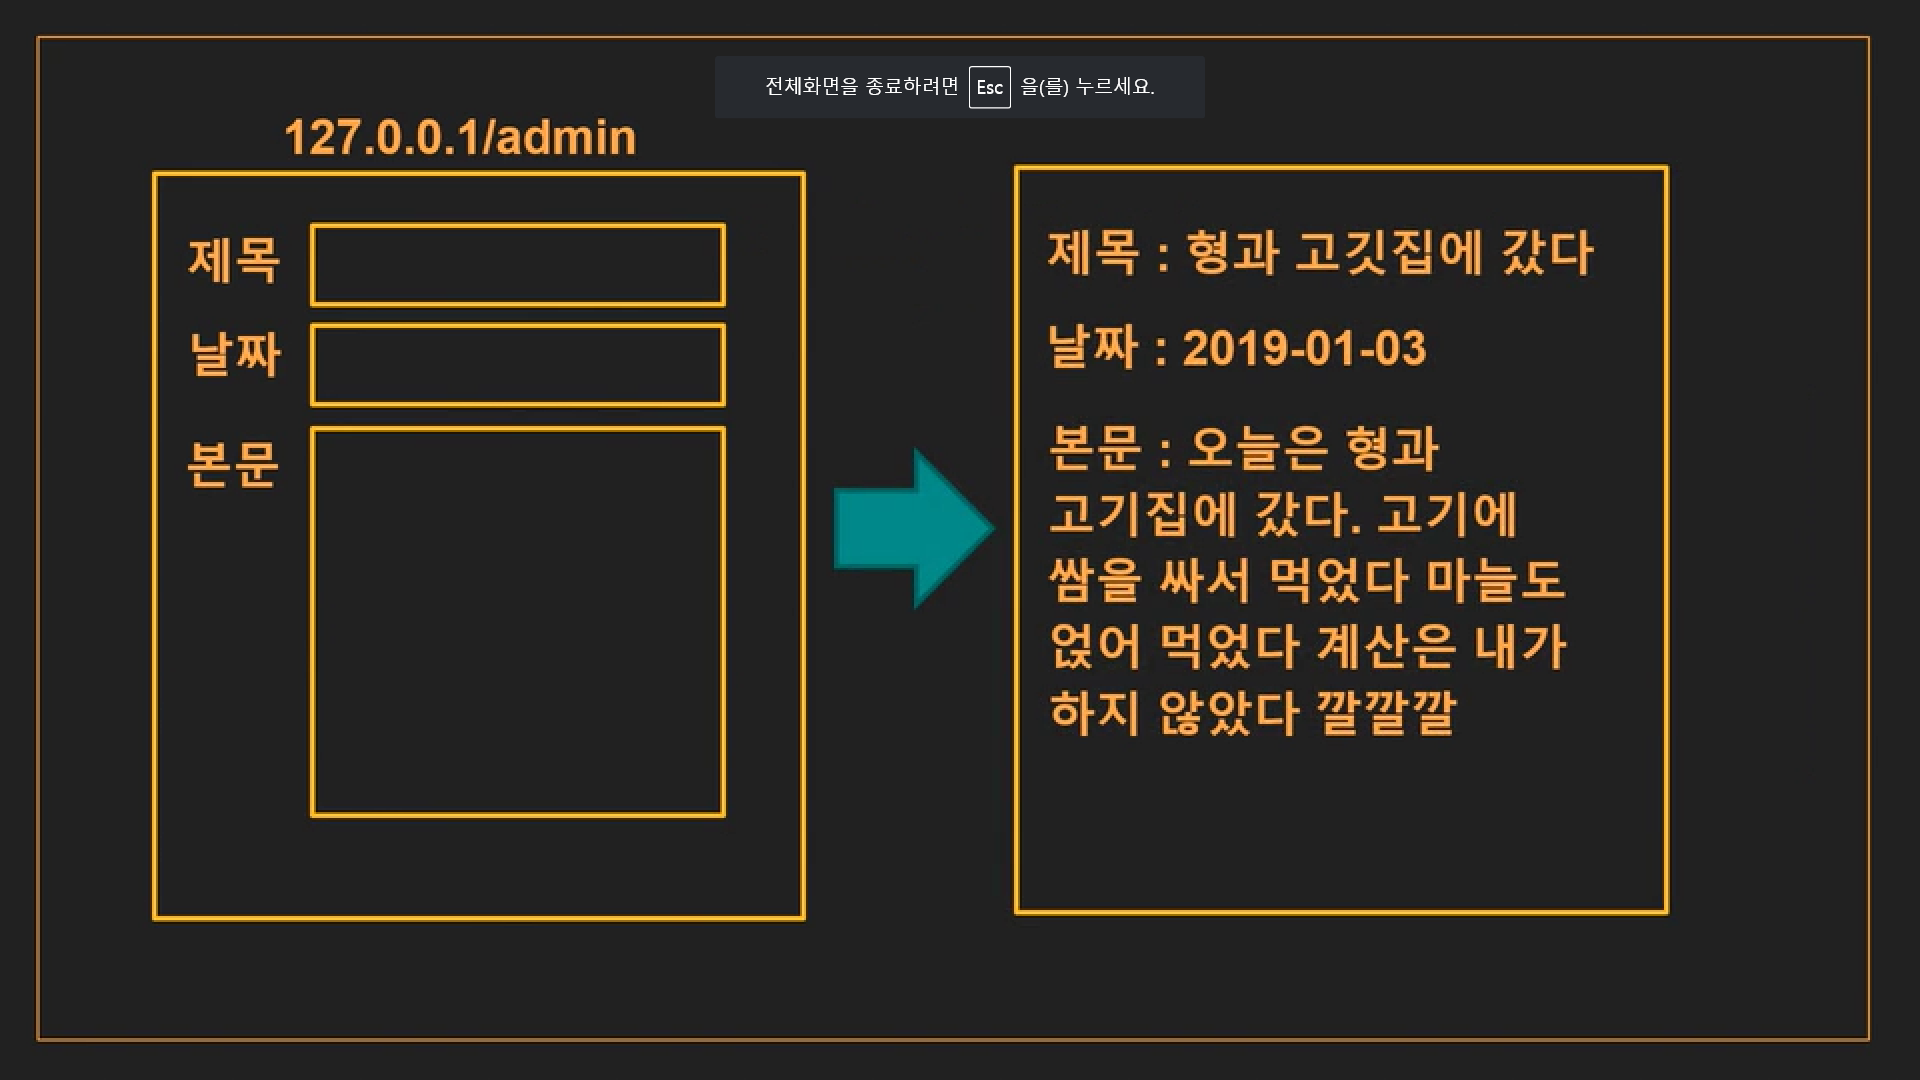 전체화면을 종료하려면 Esc 을(를) 누르세요.
127.0.0.1/admin
제목
날짜
본문
제목 : 형과 고깃집에 갔다
날짜 : 2019-01-03
본문 : 오늘은 형과
고기집에 갔다. 고기에
쌈을 싸서 먹었다 마늘도
얹어 먹었다 계산은 내가
하지 않았다 깔깔깔